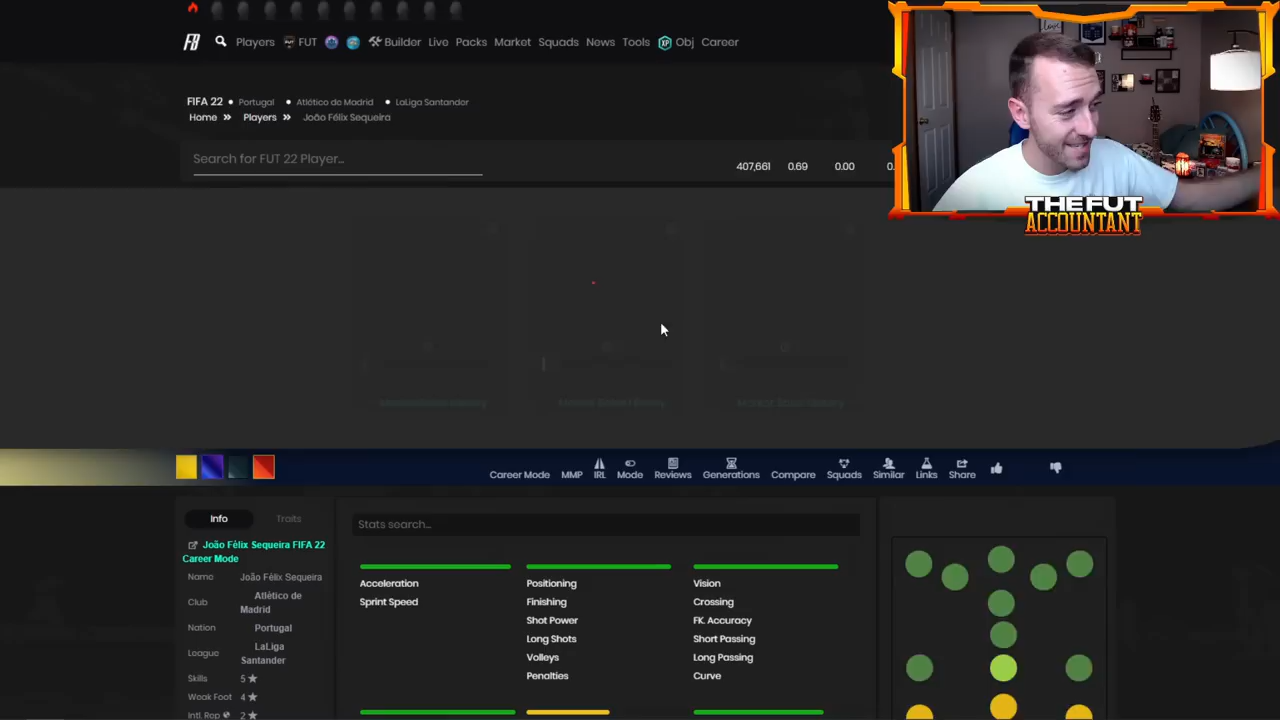 Players FUT Builder Live Packs Market Squads News Tools XP Obj Career
FIFA 22 • Portugal • Atlético de Madrid • LaLiga Santander
Home » Players » João Félix Sequeira
Search for FUT 22 Player...
407,661 0.69 0.00
THE FUT
ACCOUNTANT
Career Mode MMP IRL Mode Reviews Generations Compare Squads Similar Links Share
Info Traits
João Félix Sequeira FIFA 22
Career Mode
Name João Félix Sequeira
Club Atlético de
Madrid
Nation Portugal
League LaLiga
Santander
Skills 5★
Weak Foot 4★
Intl. Rep 2★
Stats search...
Acceleration
Sprint Speed
Positioning
Finishing
Shot Power
Long Shots
Volleys
Penalties
Vision
Crossing
FK. Accuracy
Short Passing
Long Passing
Curve